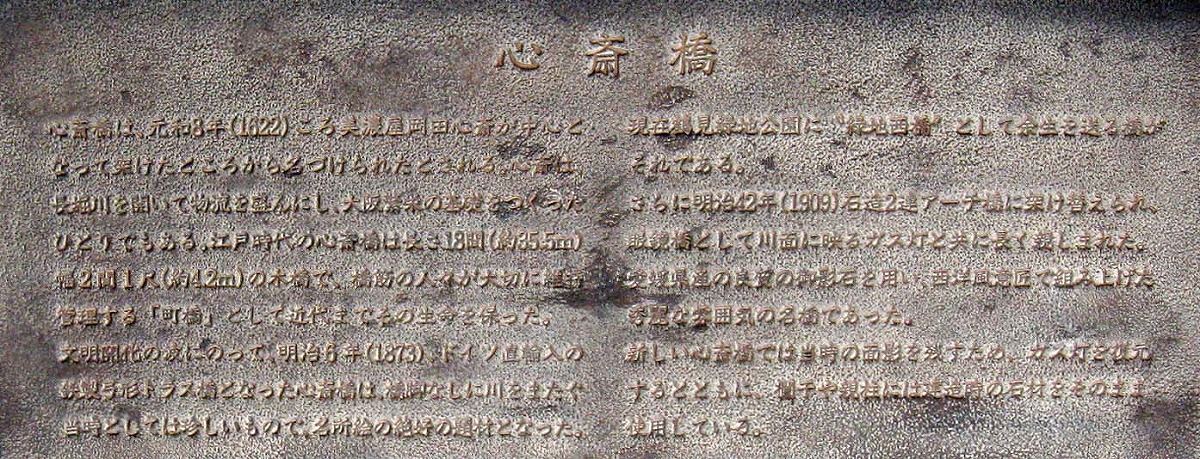 心斎橋
心斎橋は、元和8年(1622)ころ美濃屋岡田心斎が中心と
なって架けたところから名づけられたとされる。心斎は、
長堀川を開いて物流を盛んにし、大阪繁栄の基礎をつくった
ひとりでもある。江戸時代の心斎橋は長さ18間(約35.5m)
幅2間1尺(約4.2m)の木橋で、橋筋の人々が大切に維持
管理する「町橋」として近代までその生命を保った。
文明開化の波にのって、明治6年(1873)、ドイツ直輸入の
鉄製弓形トラス橋となった心斎橋は、橋脚なしに川をまたぐ
当時としては珍しいもので、名所絵の絶好の題材となった。
現在鶴見緑地公園に“緑地西橋”として余生を送る橋が
それである。
さらに明治42年(1909)石造2連アーチ橋に架け替えられ、
眼鏡橋として川面に映るガス灯と共に長く親しまれた。
県産の良質の御影石を用い、西洋風意匠で組み上げた
秀麗な雰囲気の名橋であった。
新しい心斎橋では当時の面影を残すため、ガス灯を復元
するとともに、欄干や親柱には建造時の石材をそのまま
使用している。